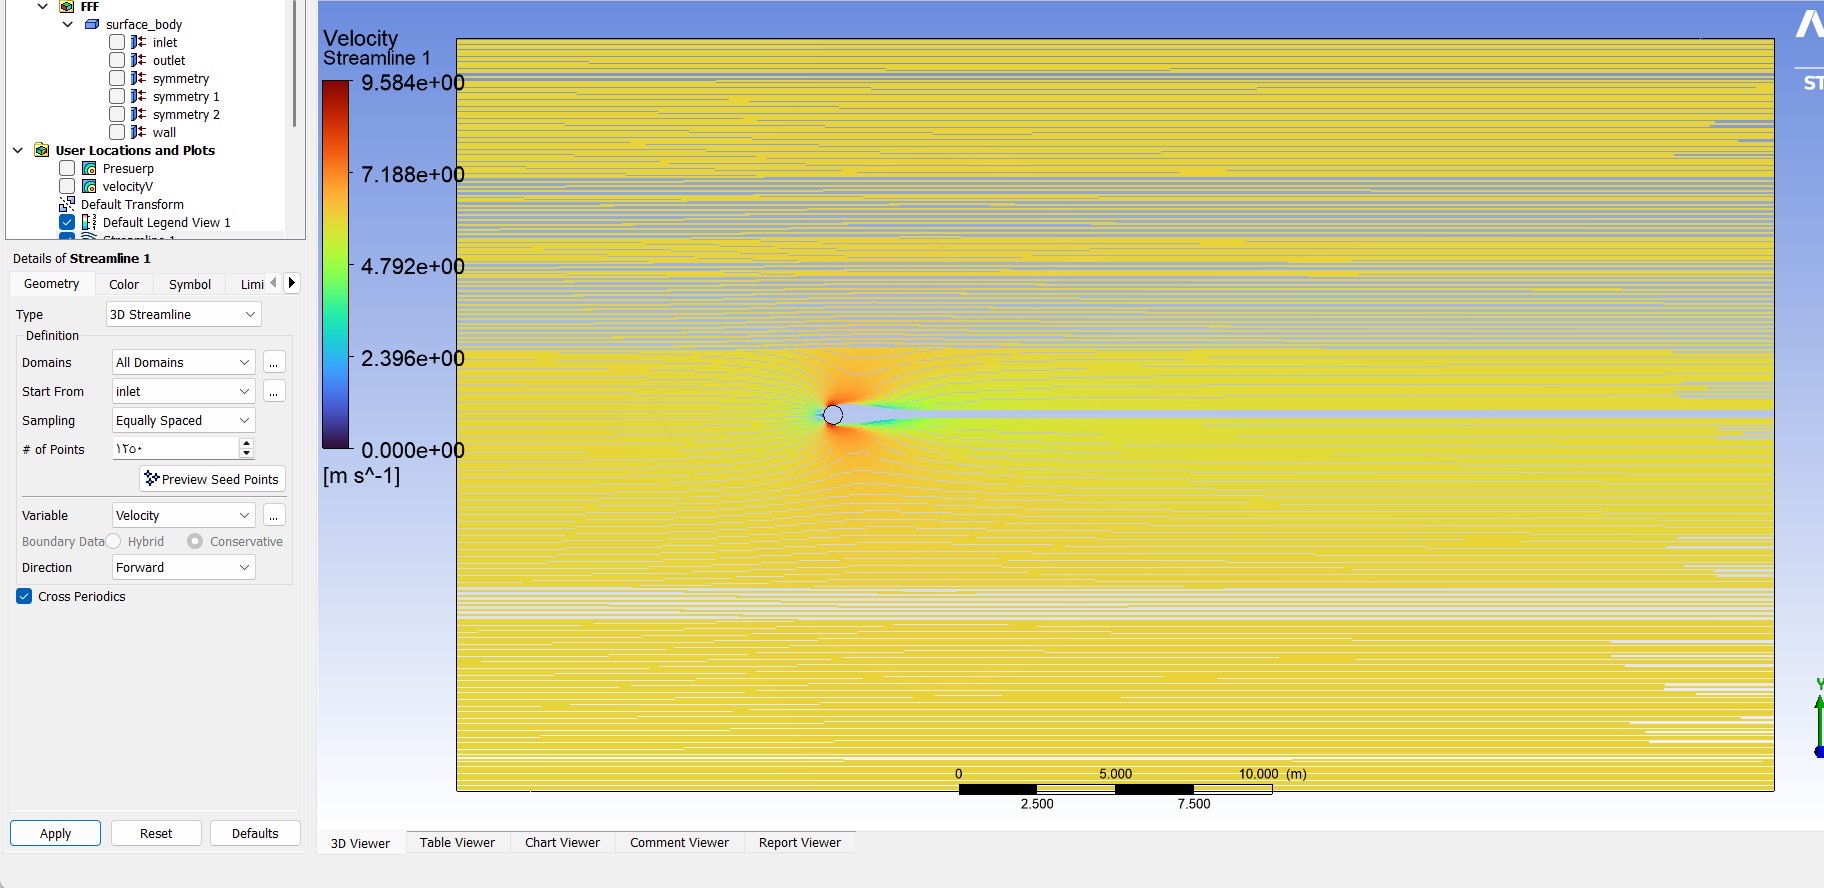 FFF
surface_body
inlet
outlet
symmetry
symmetry 1
symmetry 2
wall
User Locations and Plots
Presuerp
velocityV
Default Transform
Default Legend View 1
Streamline 1
Details of Streamline 1
Geometry Color Symbol Limi
Type 3D Streamline
Definition
Domains All Domains ...
Start From inlet ...
Sampling Equally Spaced
# of Points ١٢٥٠
Preview Seed Points
Variable Velocity ...
Boundary Data Hybrid Conservative
Direction Forward
Cross Periodics
Apply Reset Defaults
Velocity
Streamline 1
9.584e+00
7.188e+00
4.792e+00
2.396e+00
0.000e+00
[m s^-1]
ST
Y
0 5.000 10.000 (m)
2.500 7.500
3D Viewer Table Viewer Chart Viewer Comment Viewer Report Viewer